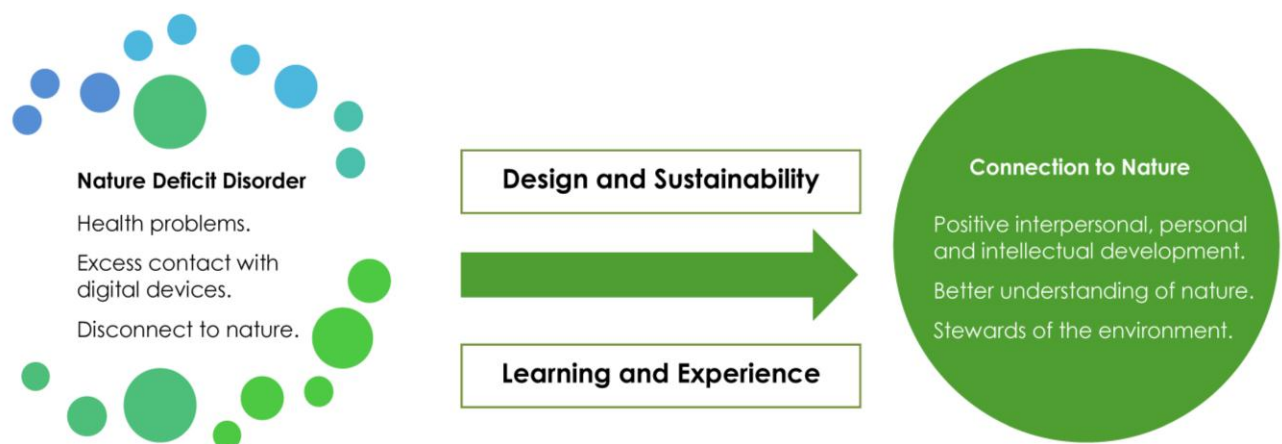 Nature Deficit Disorder
Health problems.
Excess contact with
digital devices.
Disconnect to nature.
Design and Sustainability
Learning and Experience
Connection to Nature
Positive interpersonal, personal
and intellectual development.
Better understanding of nature.
Stewards of the environment.